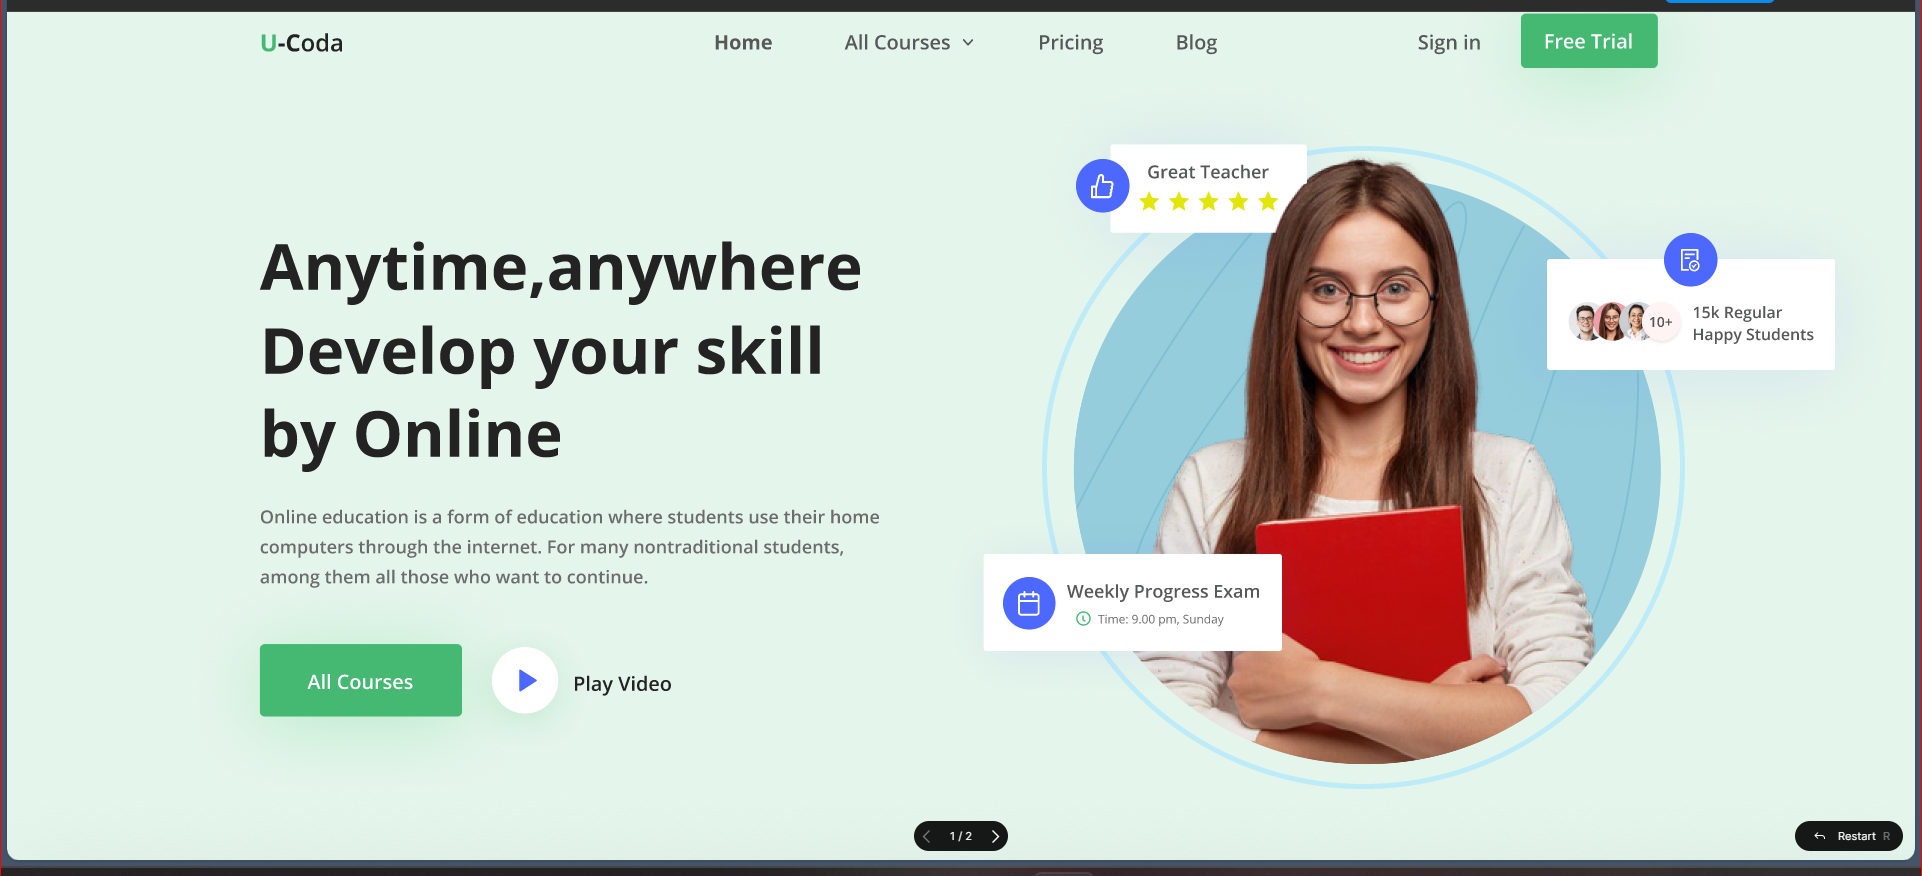 U-Coda
Home
All Courses
Pricing
Blog
Sign in
Free Trial
Great Teacher
Anytime,anywhere
Develop your skill
by Online
10+
15k Regular
Happy Students
Online education is a form of education where students use their home
computers through the internet. For many nontraditional students,
among them all those who want to continue.
Weekly Progress Exam
Time: 9.00 pm, Sunday
All Courses
Play Video
1 / 2
Restart R